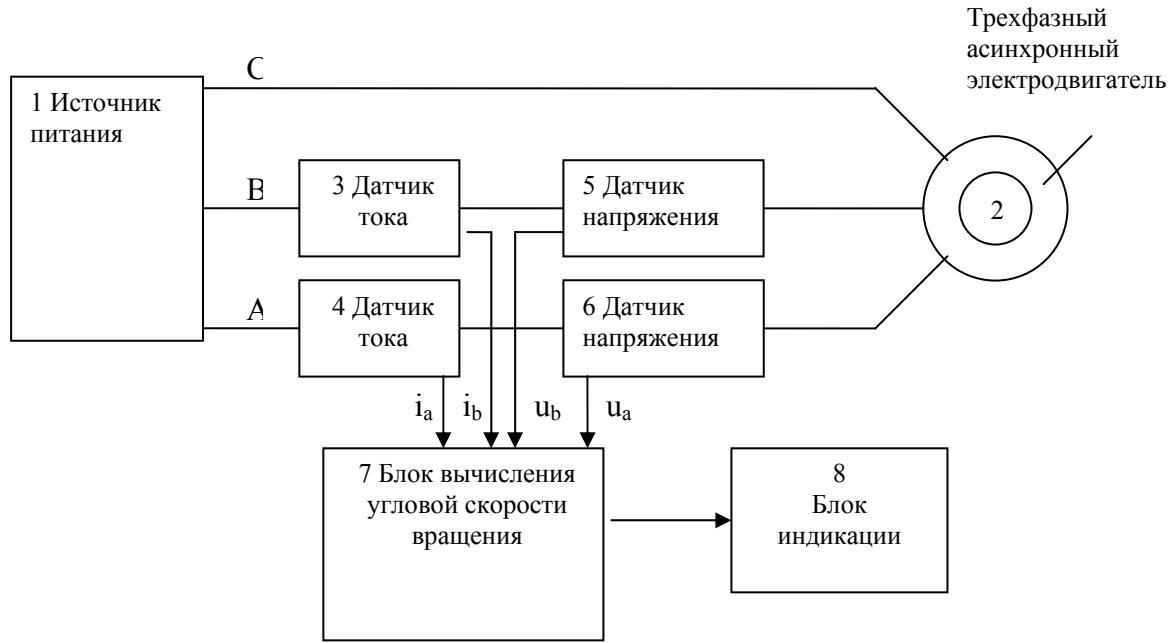 Трехфазный
асинхронный
электродвигатель
C
1 Источник
питания
B
3 Датчик
тока
5 Датчик
напряжения
2
A
4 Датчик
тока
6 Датчик
напряжения
ia ib ub ua
7 Блок вычисления
угловой скорости
вращения
8
Блок
индикации